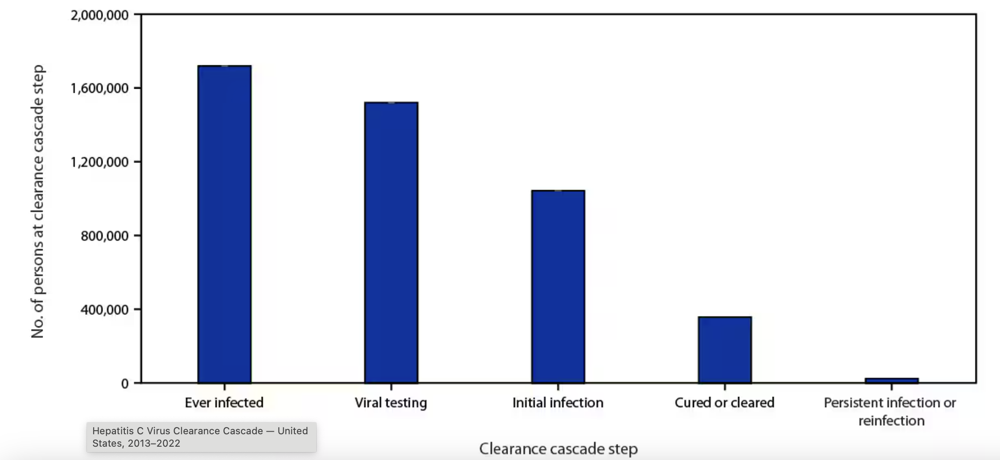 2,000,000
1,600,000
1,200,000
800,000
400,000
0
No. of persons at clearance cascade step
Ever infected
Viral testing
Initial infection
Cured or cleared
Persistent infection or
reinfection
Hepatitis C Virus Clearance Cascade — United
States, 2013–2022
Clearance cascade step